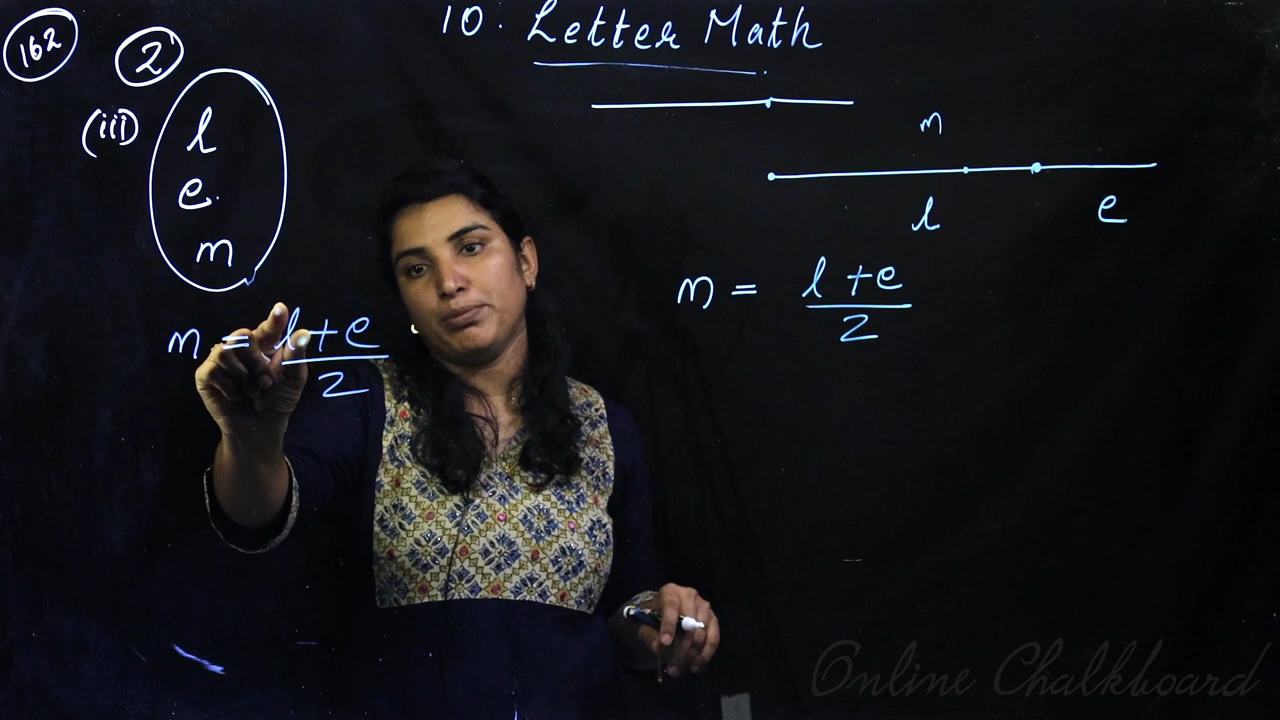 10. Letter Math
162
2
(iii)
l
e
m
m = l + e
2
m
l e
m = l + e
2
Online Chalkboard